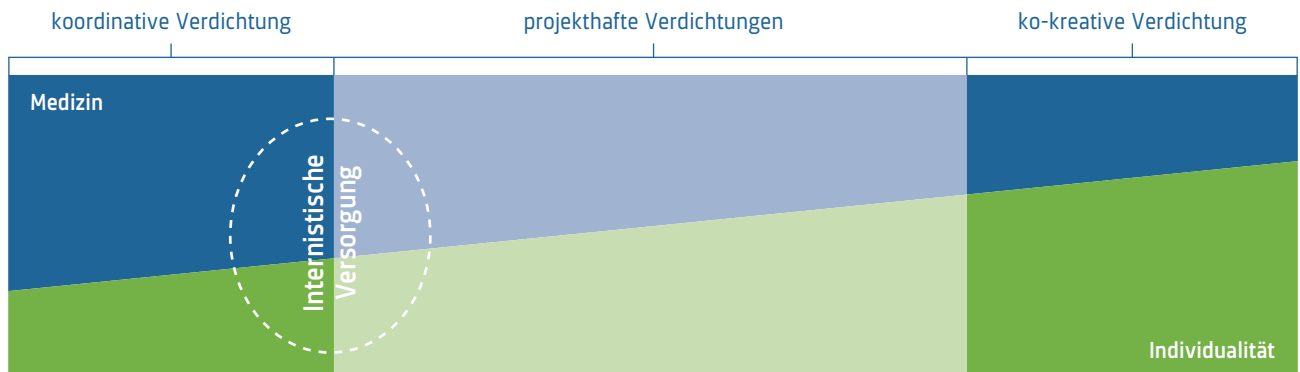 koordinative Verdichtung
projekthafte Verdichtungen
ko-kreative Verdichtung
Medizin
Internistische
Versorgung
Individualität